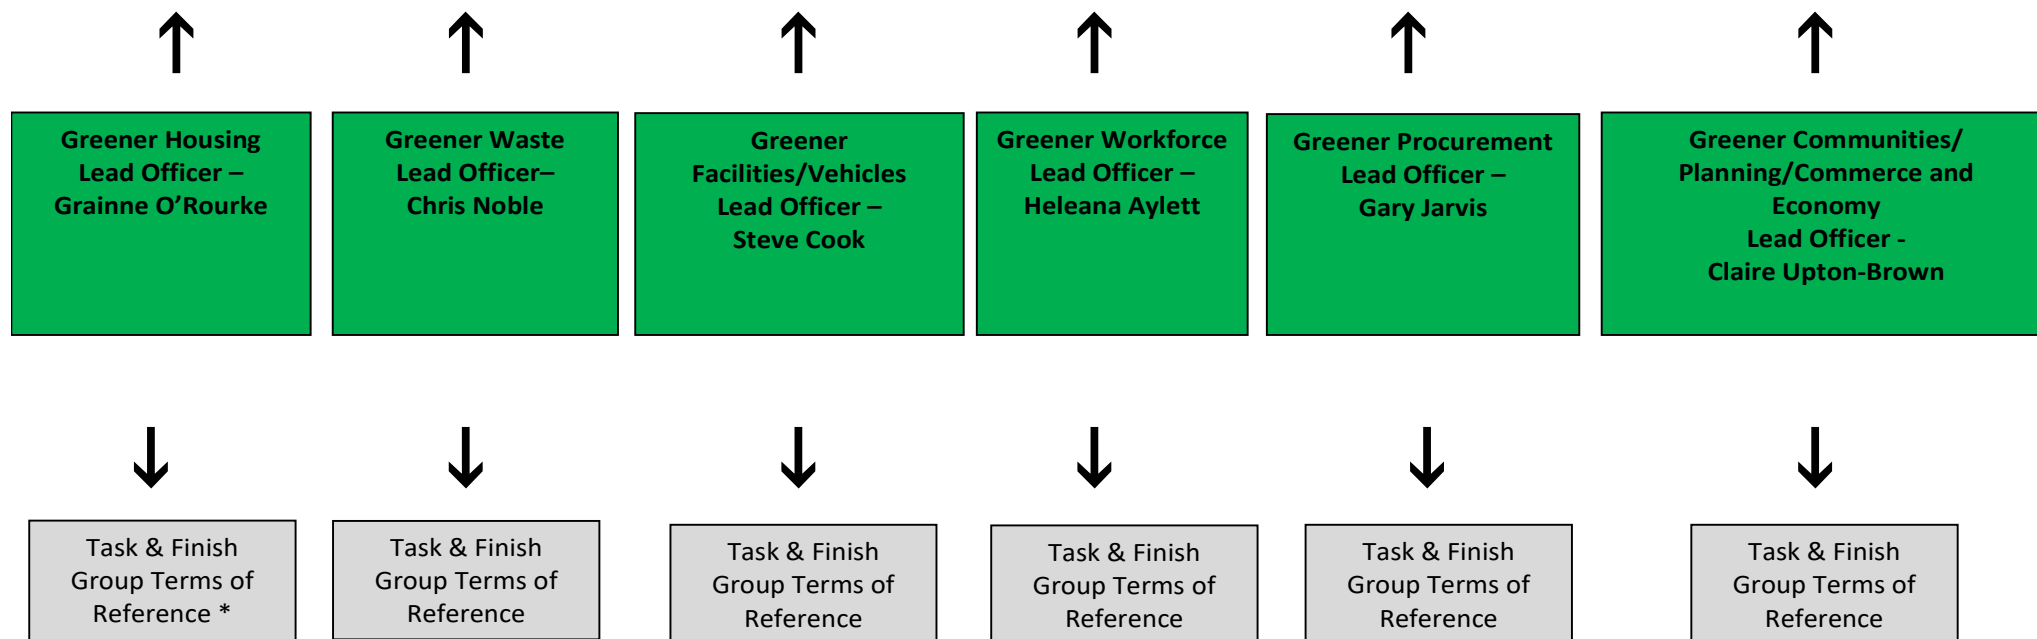 Greener Housing
Lead Officer –
Grainne O’Rourke
Greener Waste
Lead Officer–
Chris Noble
Greener
Facilities/Vehicles
Lead Officer –
Steve Cook
Greener Workforce
Lead Officer –
Heleana Aylett
Greener Procurement
Lead Officer –
Gary Jarvis
Greener Communities/
Planning/Commerce and
Economy
Lead Officer -
Claire Upton-Brown
Task & Finish
Group Terms of
Reference *
Task & Finish
Group Terms of
Reference
Task & Finish
Group Terms of
Reference
Task & Finish
Group Terms of
Reference
Task & Finish
Group Terms of
Reference
Task & Finish
Group Terms of
Reference